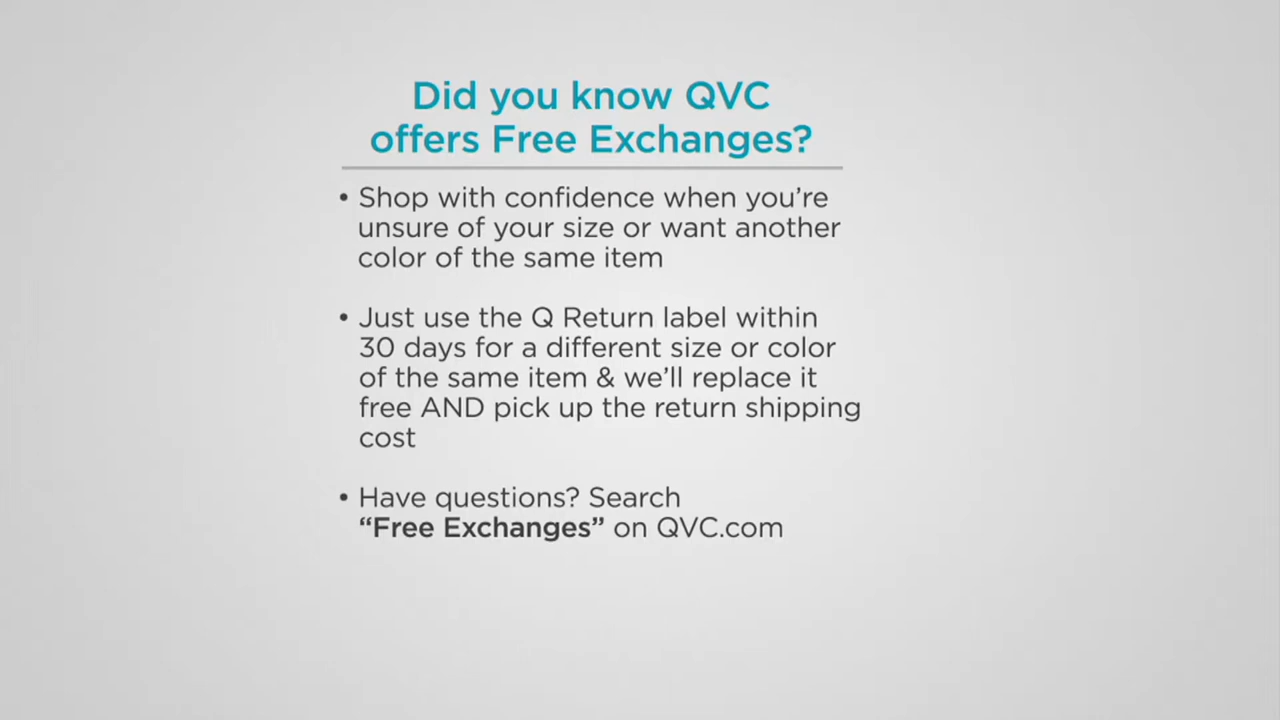 Did you know QVC
offers Free Exchanges?
• Shop with confidence when you’re
unsure of your size or want another
color of the same item
• Just use the Q Return label within
30 days for a different size or color
of the same item & we’ll replace it
free AND pick up the return shipping
cost
• Have questions? Search
“Free Exchanges” on QVC.com